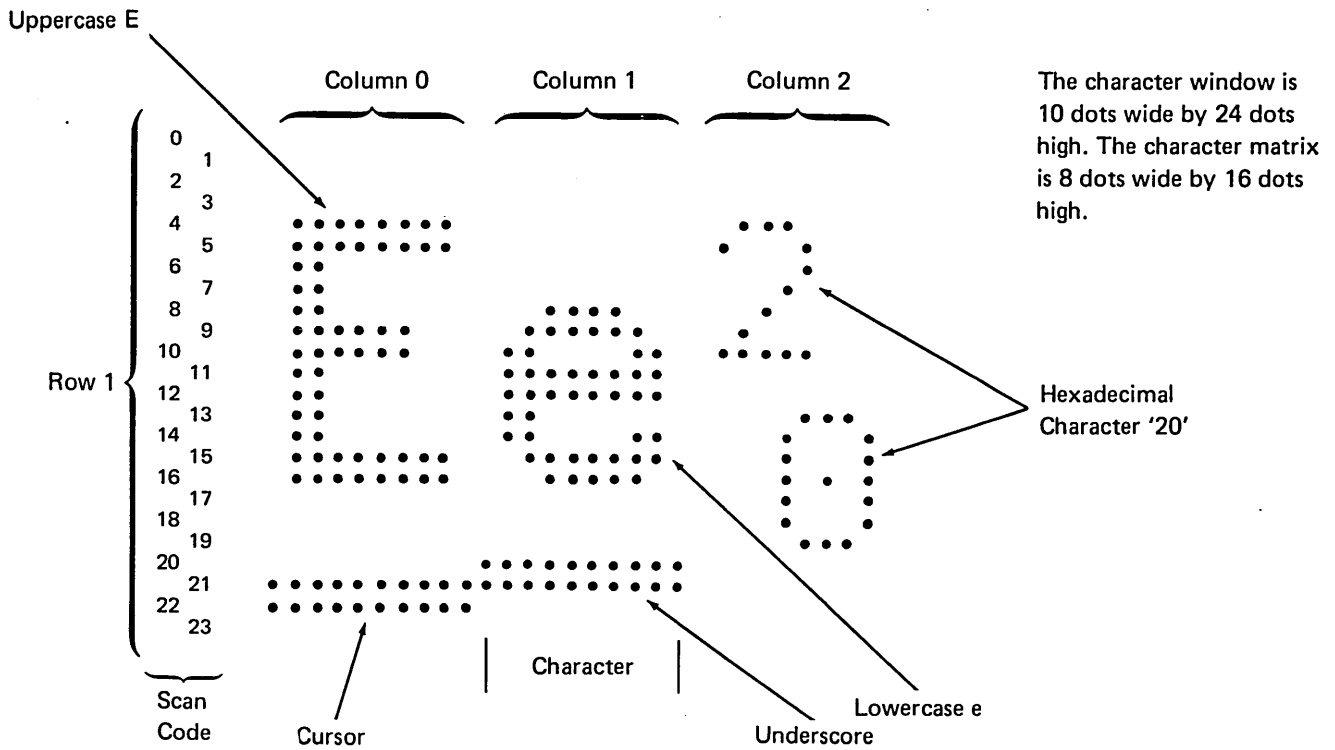 Uppercase E
Column 0
Column 1
Column 2
The character window is
10 dots wide by 24 dots
high. The character matrix
is 8 dots wide by 16 dots
high.
0
1
2
3
4
5
6
7
8
9
10
11
12
13
14
15
16
17
18
19
20
21
22
23
Row 1
Hexadecimal
Character ‘20’
Character
Scan
Code
Cursor
Underscore
Lowercase e